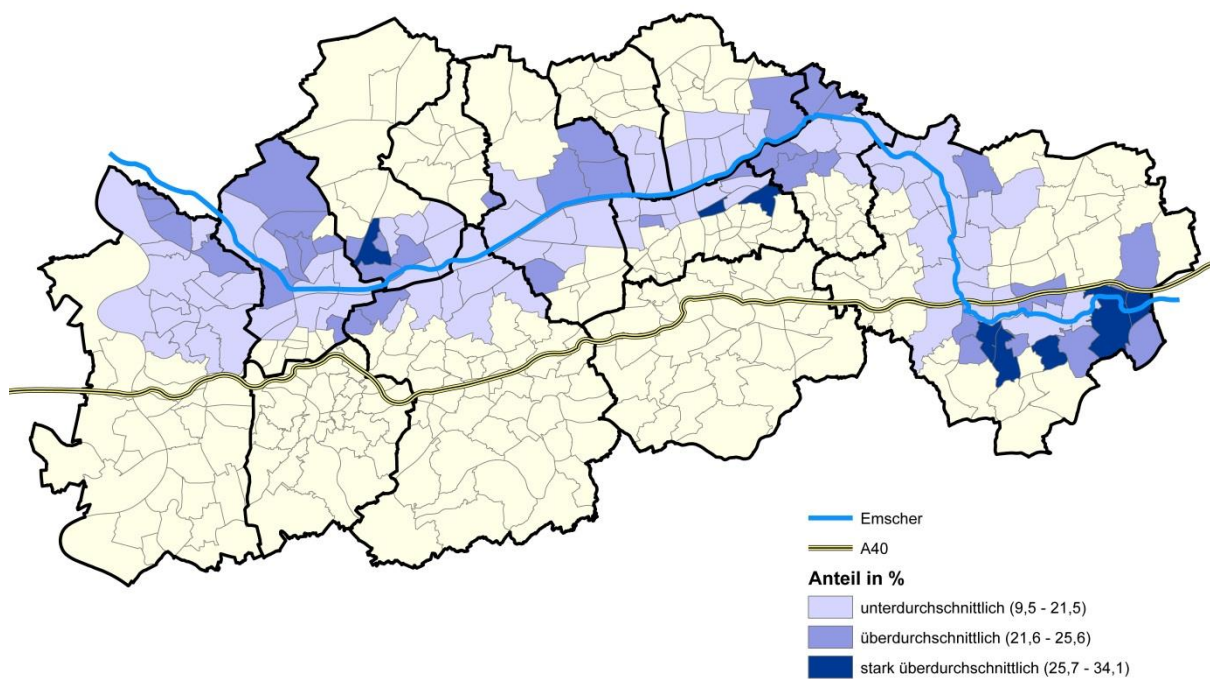 Emscher
A40
Anteil in %
unterdurchschnittlich (9,5 - 21,5)
überdurchschnittlich (21,6 - 25,6)
stark überdurchschnittlich (25,7 - 34,1)